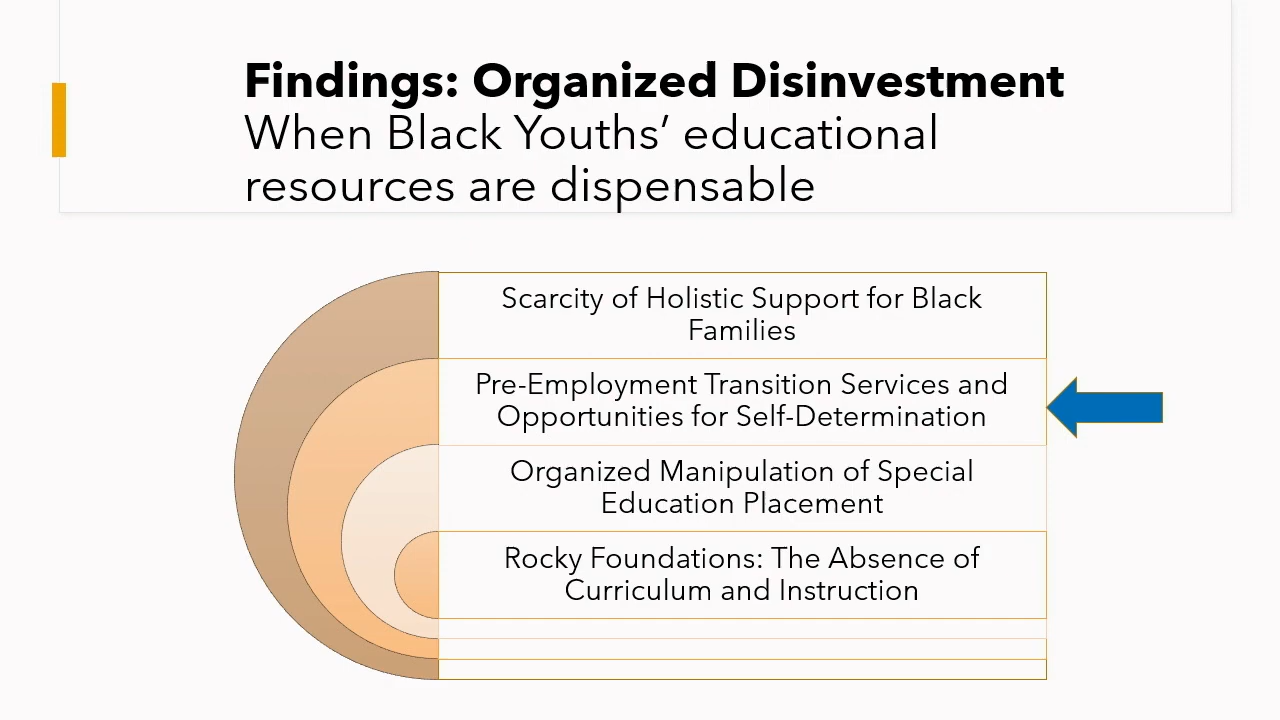 Findings: Organized Disinvestment
When Black Youths’ educational
resources are dispensable
Scarcity of Holistic Support for Black
Families
Pre-Employment Transition Services and
Opportunities for Self-Determination
Organized Manipulation of Special
Education Placement
Rocky Foundations: The Absence of
Curriculum and Instruction